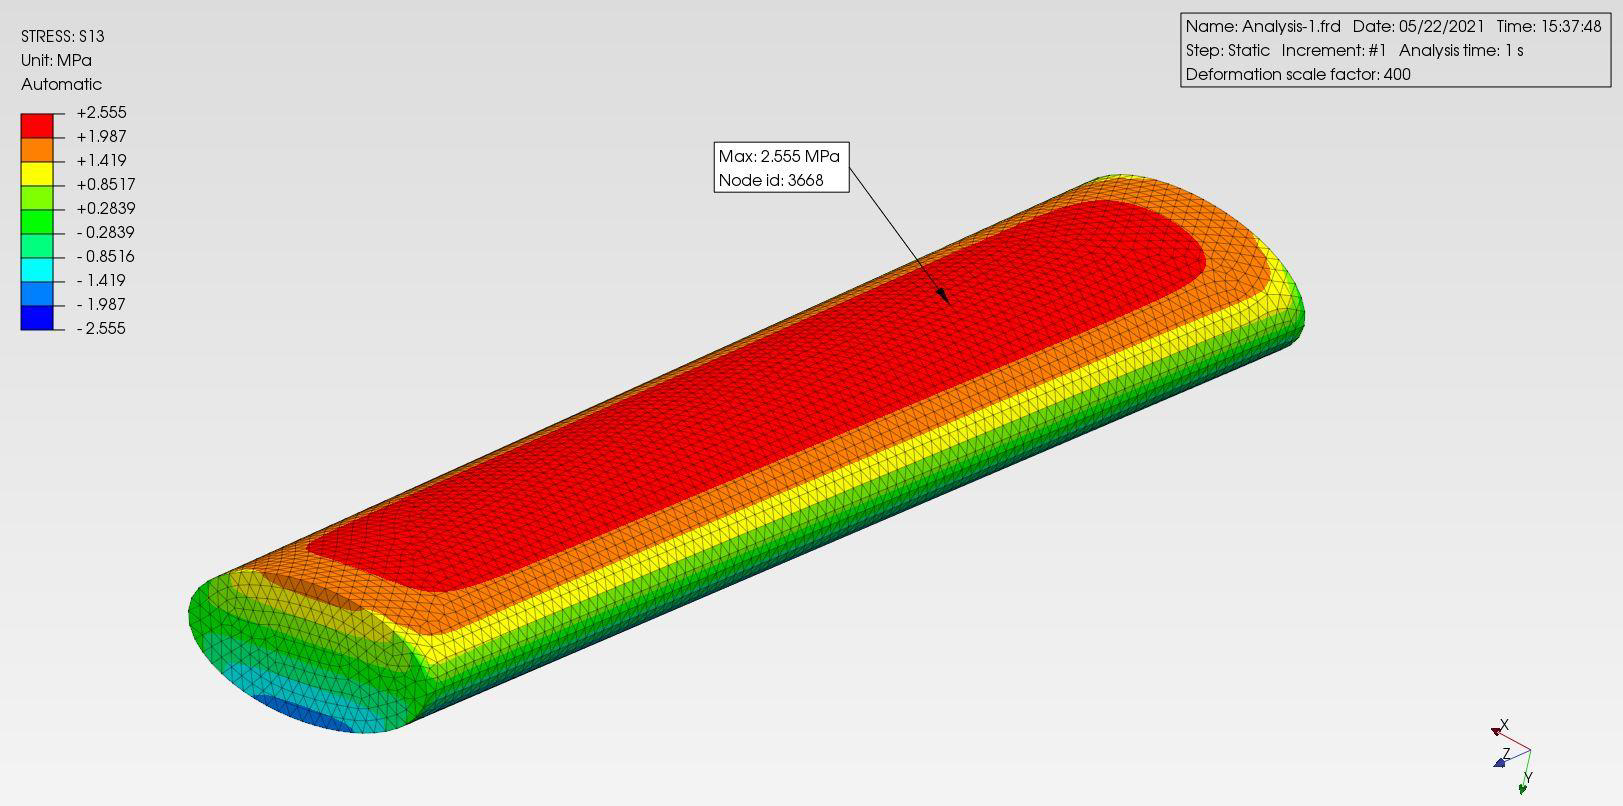 STRESS: S13
Unit: MPa
Automatic
+2.555
+1.987
+1.419
+0.8517
+0.2839
- 0.2839
- 0.8516
- 1.419
- 1.987
- 2.555
Name: Analysis-1.frd Date: 05/22/2021 Time: 15:37:48
Step: Static Increment: #1 Analysis time: 1 s
Deformation scale factor: 400
Max: 2.555 MPa
Node id: 3668
X
Z
Y